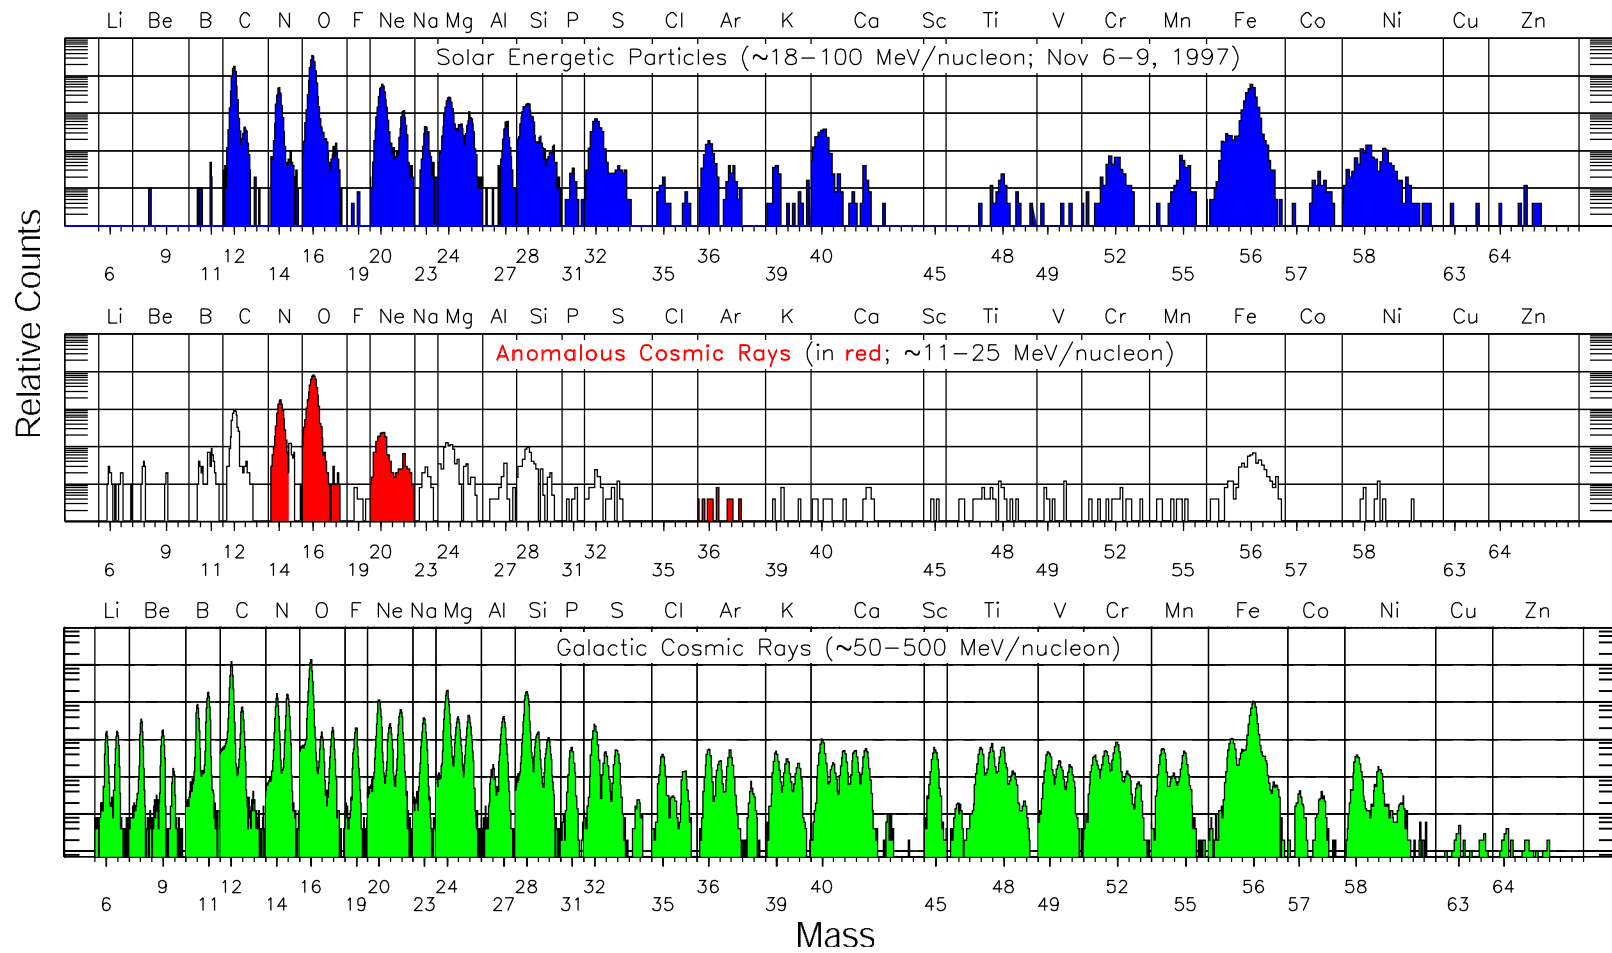 Li Be B C N O F Ne Na Mg Al Si P S Cl Ar K Ca Sc Ti V Cr Mn Fe Co Ni Cu Zn
Solar Energetic Particles (~18-100 MeV/nucleon; Nov 6-9, 1997)
9 12 16 20 24 28 32 36 40 48 52 56 58 64
6 11 14 19 23 27 31 35 39 45 49 55 57 63
Relative Counts
Li Be B C N O F Ne Na Mg Al Si P S Cl Ar K Ca Sc Ti V Cr Mn Fe Co Ni Cu Zn
Anomalous Cosmic Rays (in red; ~11-25 MeV/nucleon)
9 12 16 20 24 28 32 36 40 48 52 56 58 64
6 11 14 19 23 27 31 35 39 45 49 55 57 63
Li Be B C N O F Ne Na Mg Al Si P S Cl Ar K Ca Sc Ti V Cr Mn Fe Co Ni Cu Zn
Galactic Cosmic Rays (~50-500 MeV/nucleon)
9 12 16 20 24 28 32 36 40 48 52 56 58 64
6 11 14 19 23 27 31 35 39 45 49 55 57 63
Mass